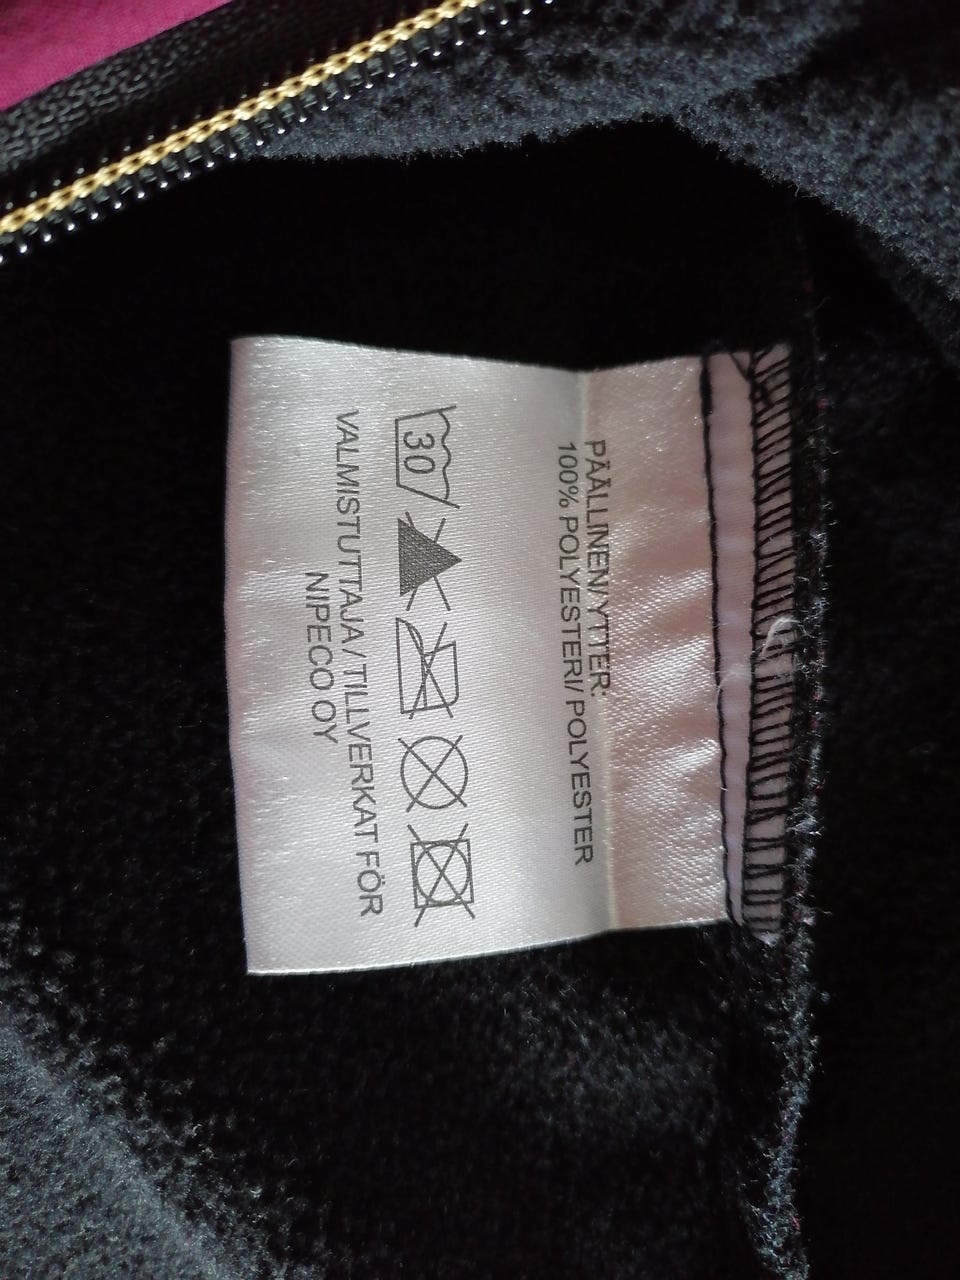 PÄÄLLINEN/YTTER:
100% POLYESTERI/ POLYESTER
30
VALMISTUTTAJA / TILLVERKAT FÖR
NIPECO OY